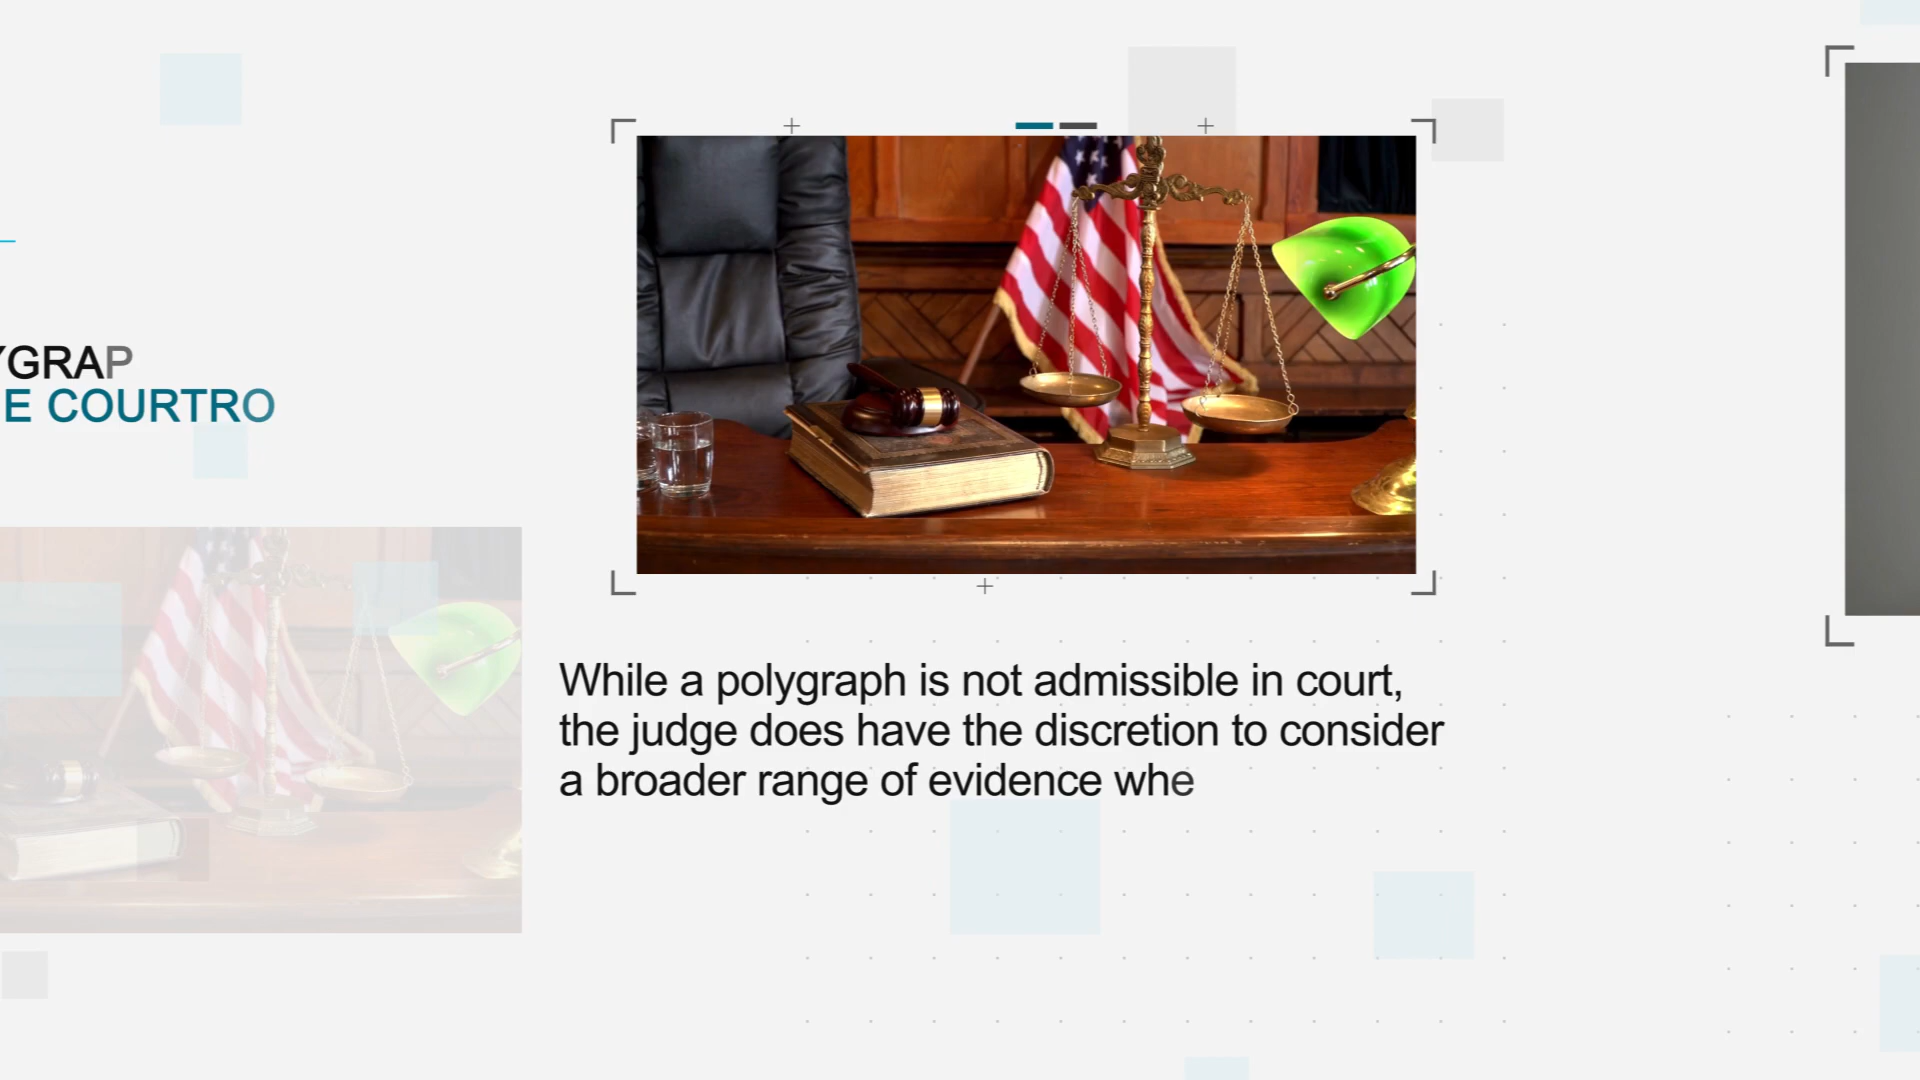 YGRAP
E COURTRO
While a polygraph is not admissible in court,
the judge does have the discretion to consider
a broader range of evidence whe